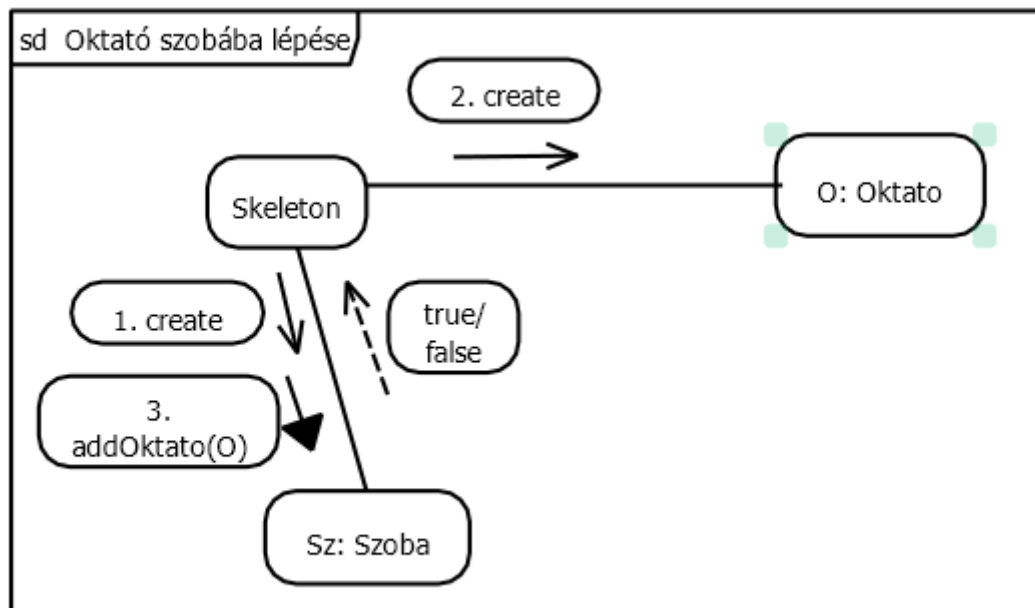 sd Oktató szobába lépése
2. create
O: Oktato
Skeleton
1. create
true/
false
3.
addOktato(O)
Sz: Szoba